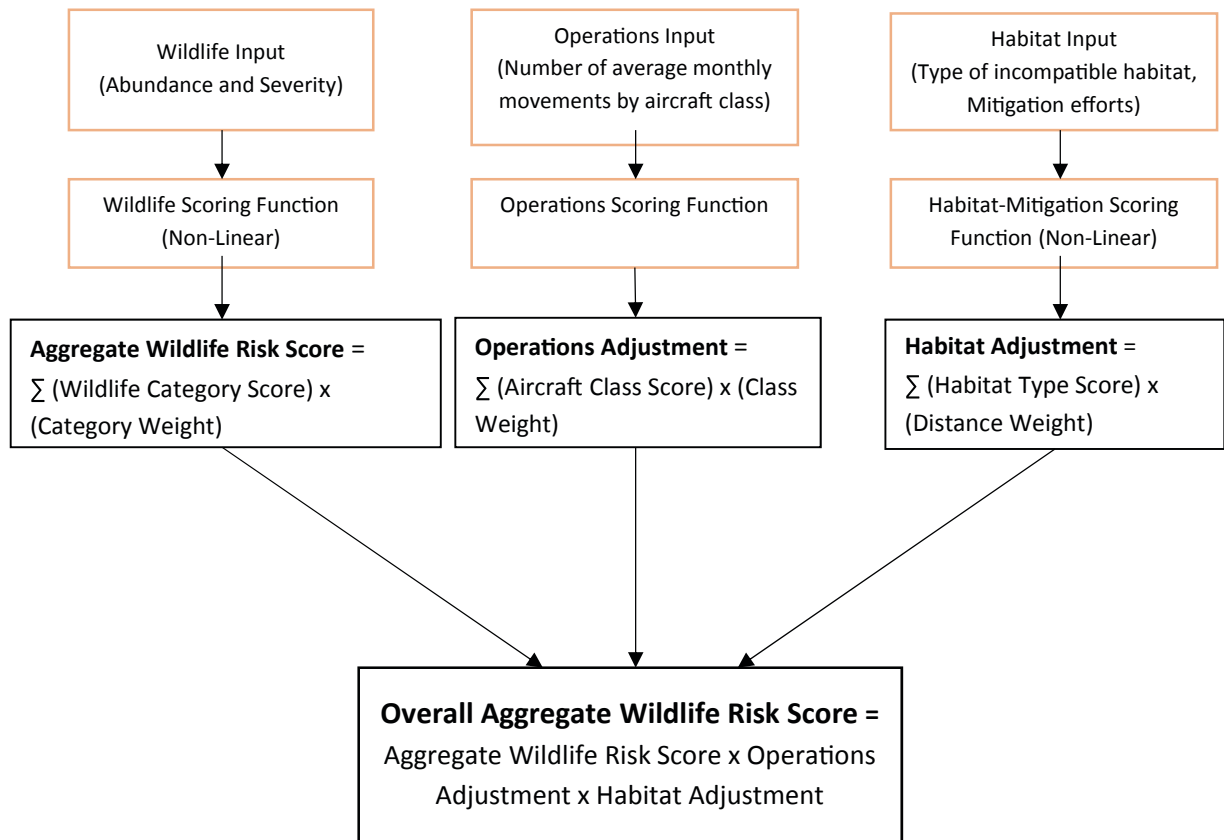 Wildlife Input
(Abundance and Severity)
Operations Input
(Number of average monthly
movements by aircraft class)
Habitat Input
(Type of incompatible habitat,
Mitigation efforts)
Wildlife Scoring Function
(Non-Linear)
Operations Scoring Function
Habitat-Mitigation Scoring
Function (Non-Linear)
Aggregate Wildlife Risk Score =
∑ (Wildlife Category Score) x
(Category Weight)
Operations Adjustment =
∑ (Aircraft Class Score) x (Class
Weight)
Habitat Adjustment =
∑ (Habitat Type Score) x
(Distance Weight)
Overall Aggregate Wildlife Risk Score =
Aggregate Wildlife Risk Score x Operations
Adjustment x Habitat Adjustment